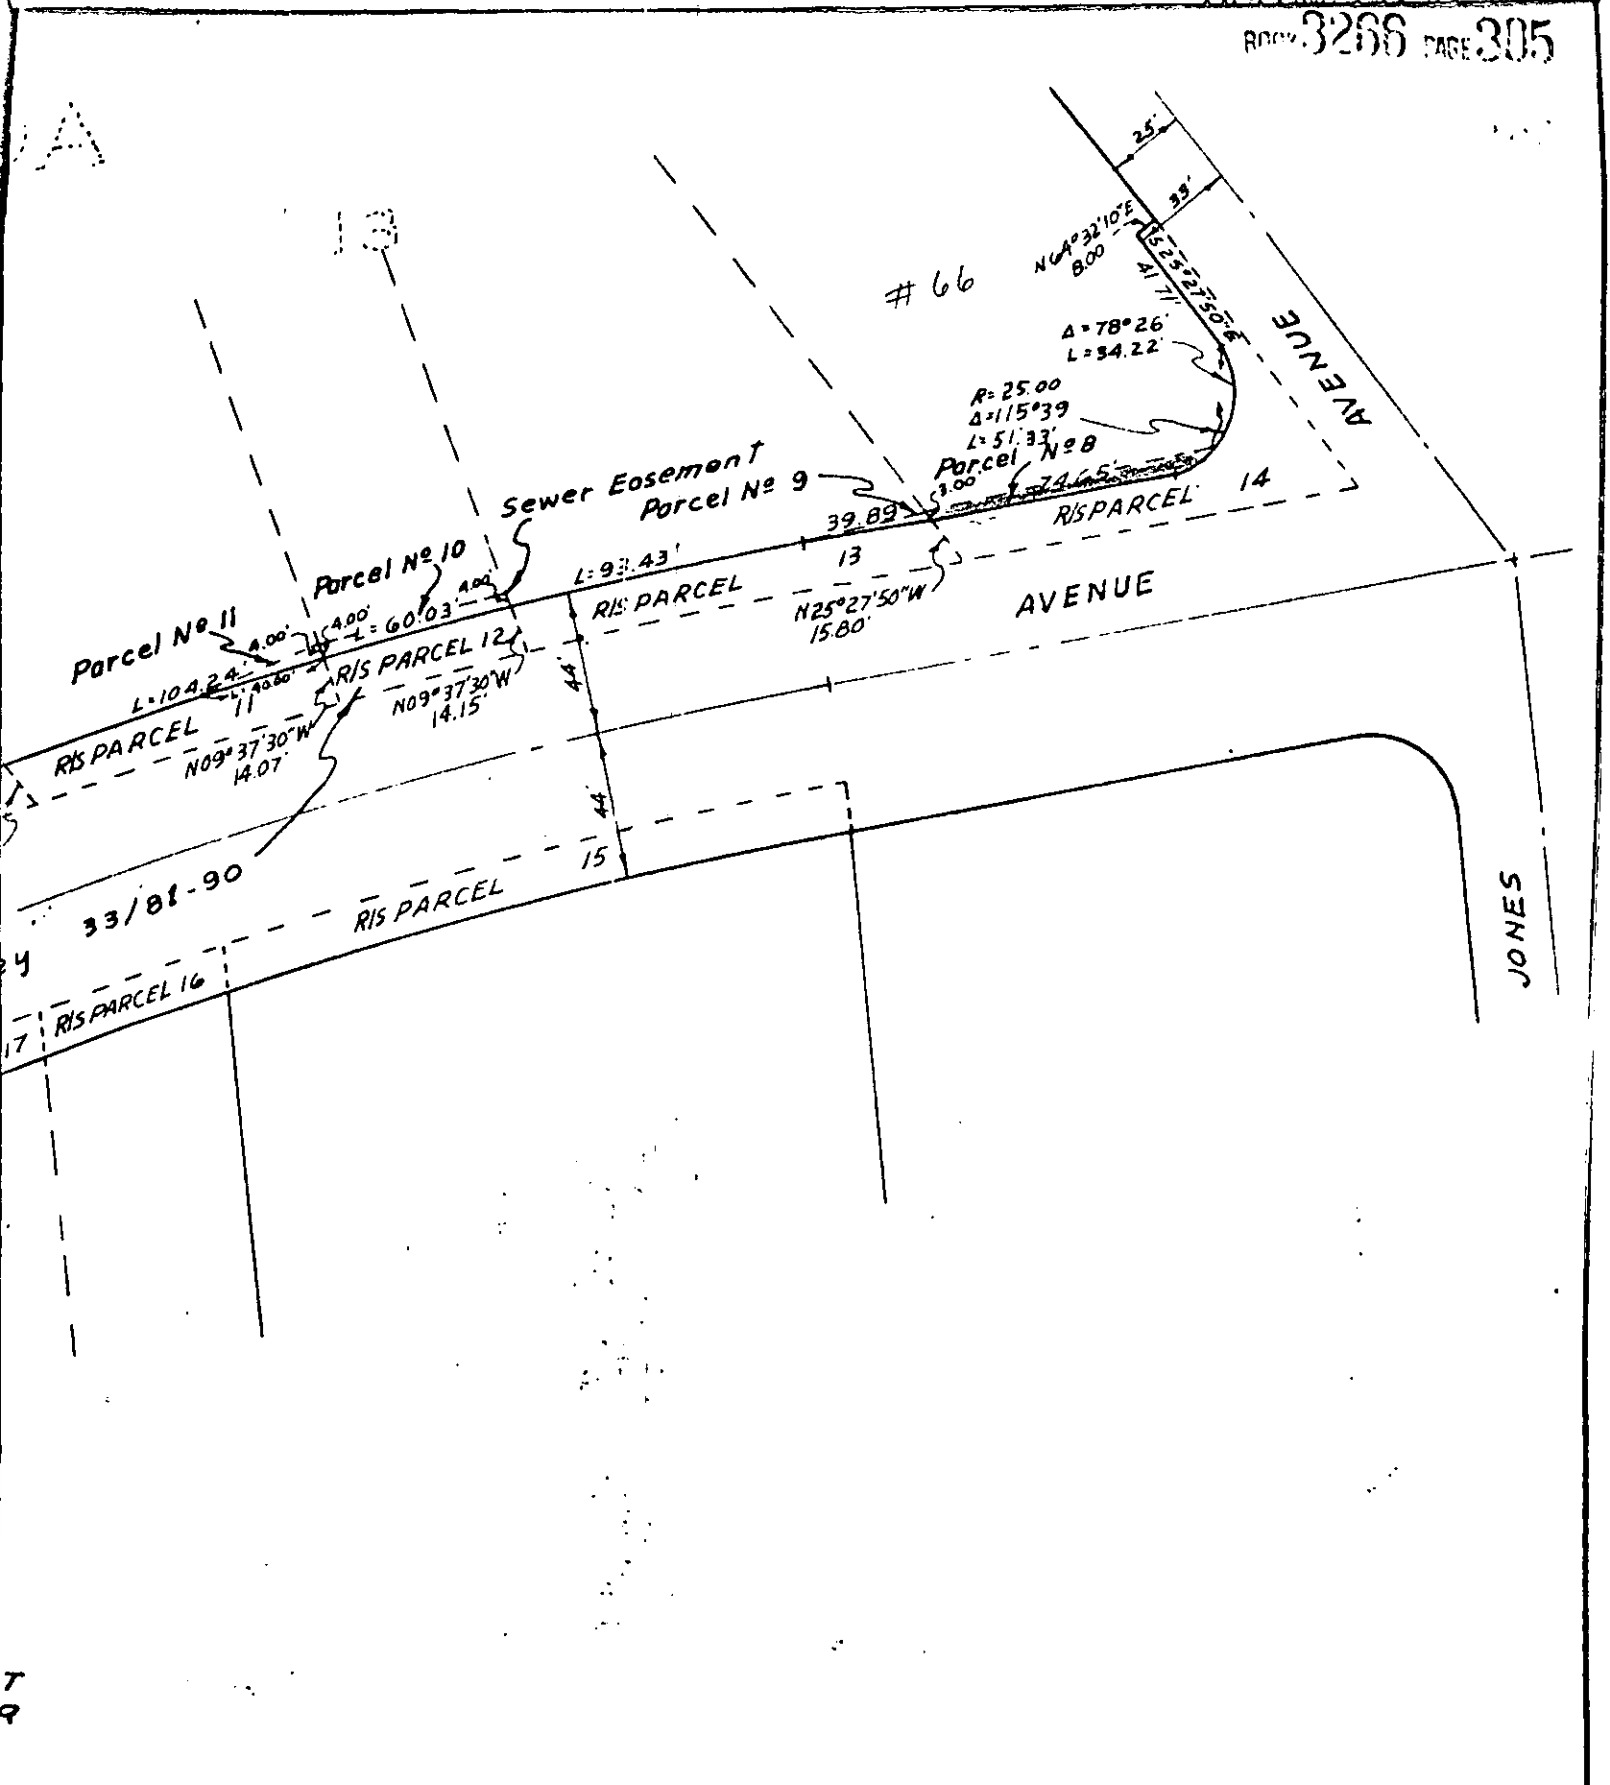 BOOK 3266 PAGE 305
A
13
25'
33'
# 66
N64°32'10"E
8.00
S25°27'50"E
41.71'
AVENUE
Δ=78°26'
L=34.22'
R=25.00
Δ=115°39
L=51.33'
Parcel Nº 8
3.00'
74.65'
R/S PARCEL 14
Sewer Easement
Parcel Nº 9
39.89
L=93.43'
R/S PARCEL 13
N25°27'50"W
15.80'
AVENUE
Parcel Nº 10
4.00'
4.00'
L=60.03'
R/S PARCEL 12
N09°37'30"W
14.15'
Parcel Nº 11
4.00'
L=104.24'
R/S PARCEL 11
N09°37'30"W
14.07'
44'
44'
33/81-90
15
R/S PARCEL
R/S PARCEL 16
17
JONES
T